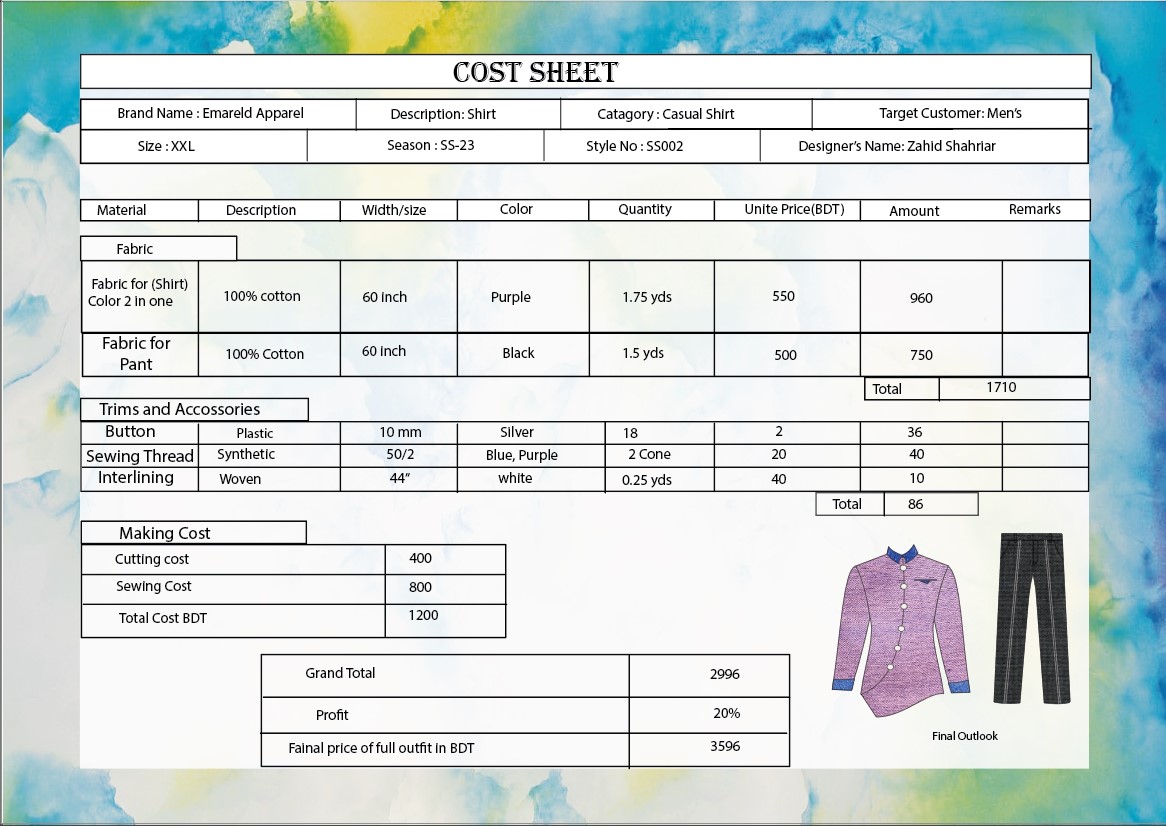 COST SHEET
Brand Name : Emareld Apparel Description: Shirt Catagory : Casual Shirt Target Customer: Men's
Size : XXL Season : SS-23 Style No : SS002 Designer's Name: Zahid Shahriar
Material Description Width/size Color Quantity Unite Price(BDT) Amount Remarks
Fabric
Fabric for (Shirt)
Color 2 in one 100% cotton 60 inch Purple 1.75 yds 550 960
Fabric for
Pant 100% Cotton 60 inch Black 1.5 yds 500 750
Total 1710
Trims and Accossories
Button Plastic 10 mm Silver 18 2 36
Sewing Thread Synthetic 50/2 Blue, Purple 2 Cone 20 40
Interlining Woven 44” white 0.25 yds 40 10
Total 86
Making Cost
Cutting cost 400
Sewing Cost 800
Total Cost BDT 1200
Grand Total 2996
Profit 20%
Fainal price of full outfit in BDT 3596
Final Outlook